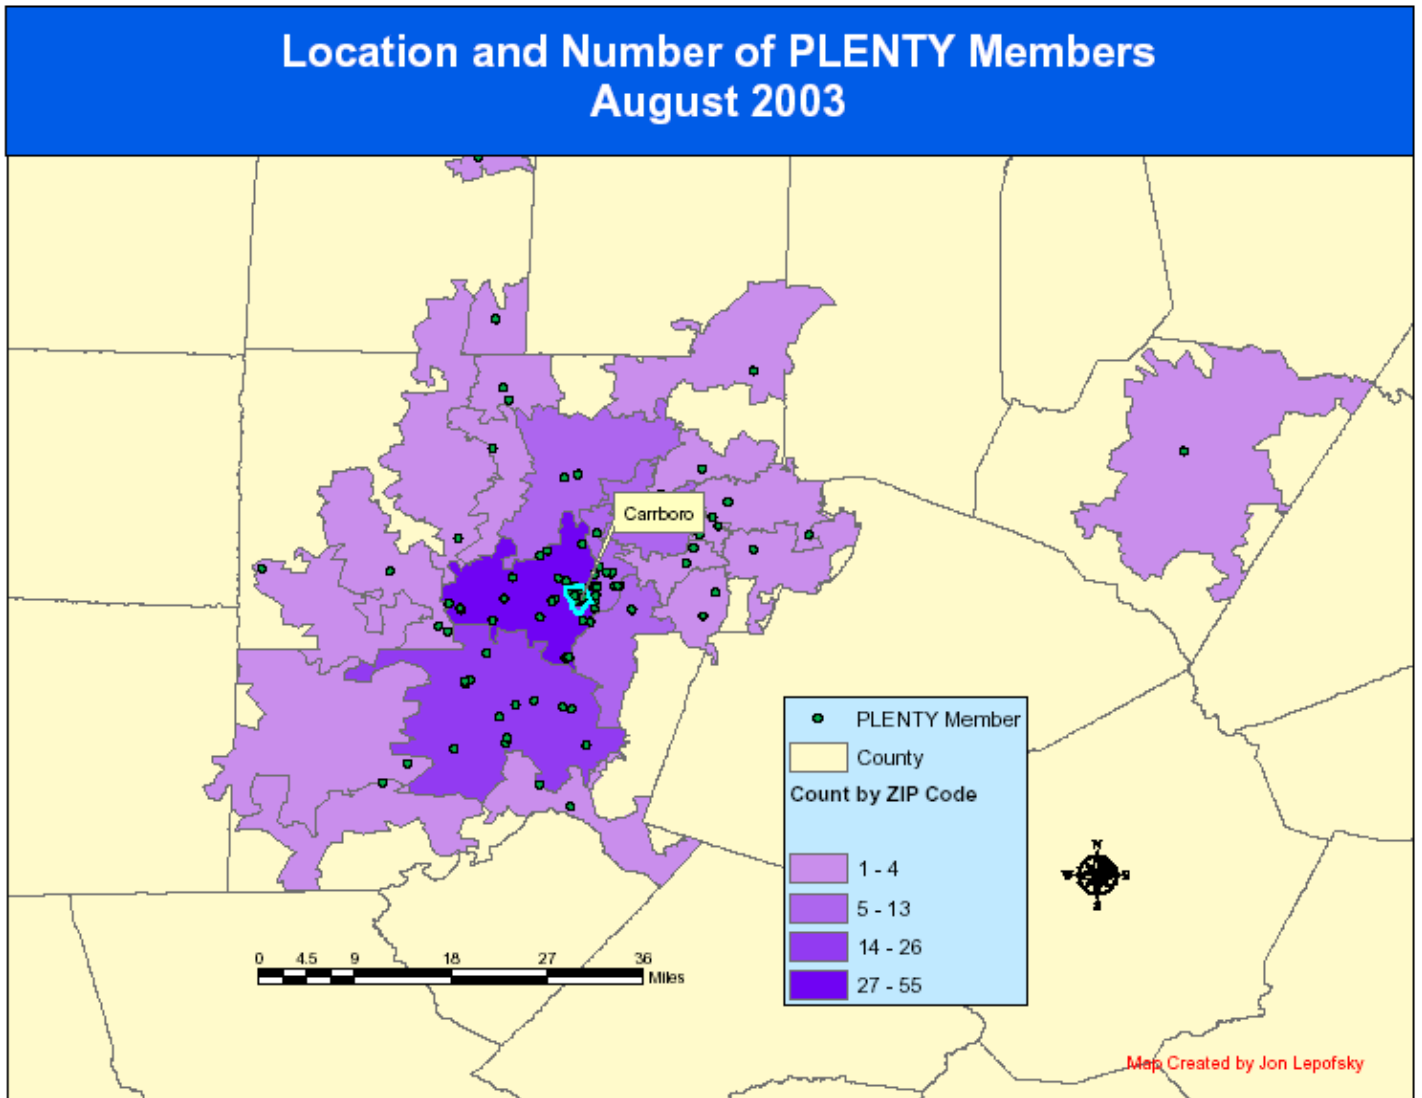 Location and Number of PLENTY Members
August 2003
Carrboro
PLENTY Member
County
Count by ZIP Code
1 - 4
5 - 13
14 - 26
27 - 55
N
W E
S
0 4.5 9 18 27 36
Miles
Map Created by Jon Lepofsky